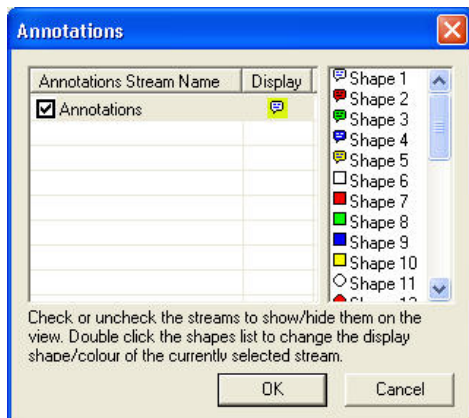 Annotations
Annotations Stream Name Display
Annotations
Shape 1
Shape 2
Shape 3
Shape 4
Shape 5
Shape 6
Shape 7
Shape 8
Shape 9
Shape 10
Shape 11
Check or uncheck the streams to show/hide them on the
view. Double click the shapes list to change the display
shape/colour of the currently selected stream.
OK Cancel